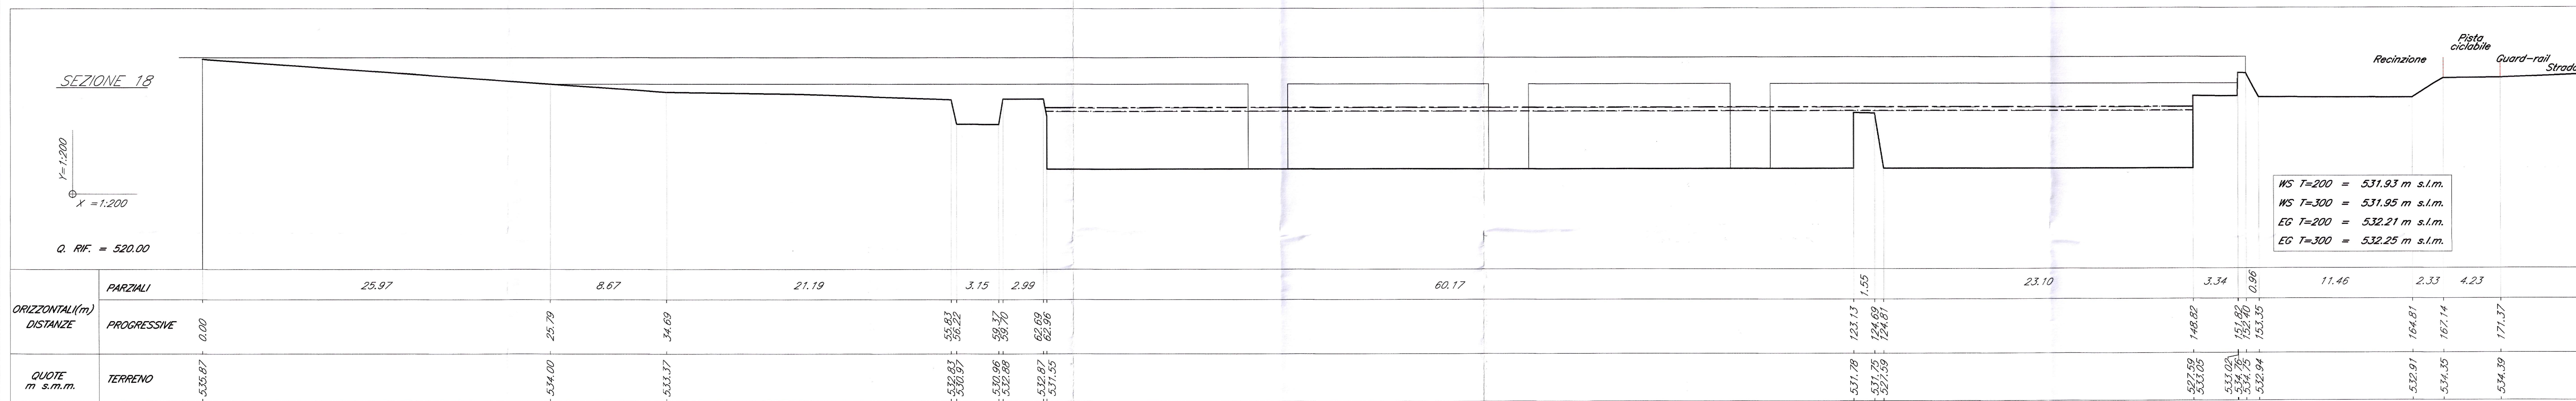 SEZIONE 18
Pista
ciclabile
Recinzione
Guard-rail
Strada
Y=1:200
X =1:200
Q. RIF. = 520.00
WS T=200 = 531.93 m s.l.m.
WS T=300 = 531.95 m s.l.m.
EG T=200 = 532.21 m s.l.m.
EG T=300 = 532.25 m s.l.m.
ORIZZONTALI(m)
DISTANZE
PARZIALI 25.97 8.67 21.19 3.15 2.99 60.17 1.55 23.10 3.34 0.96 11.46 2.33 4.23
PROGRESSIVE 0.00 25.79 34.69 55.83 56.22 59.37 59.70 62.69 62.96 123.13 124.69 124.81 148.82 151.82 152.40 153.35 164.81 167.14 171.37
QUOTE
m s.m.m.
TERRENO 535.87 534.00 533.37 532.83 530.97 530.96 532.88 532.87 531.55 531.78 531.75 527.59 527.59 533.05 533.02 534.76 534.75 532.94 532.91 534.35 534.39